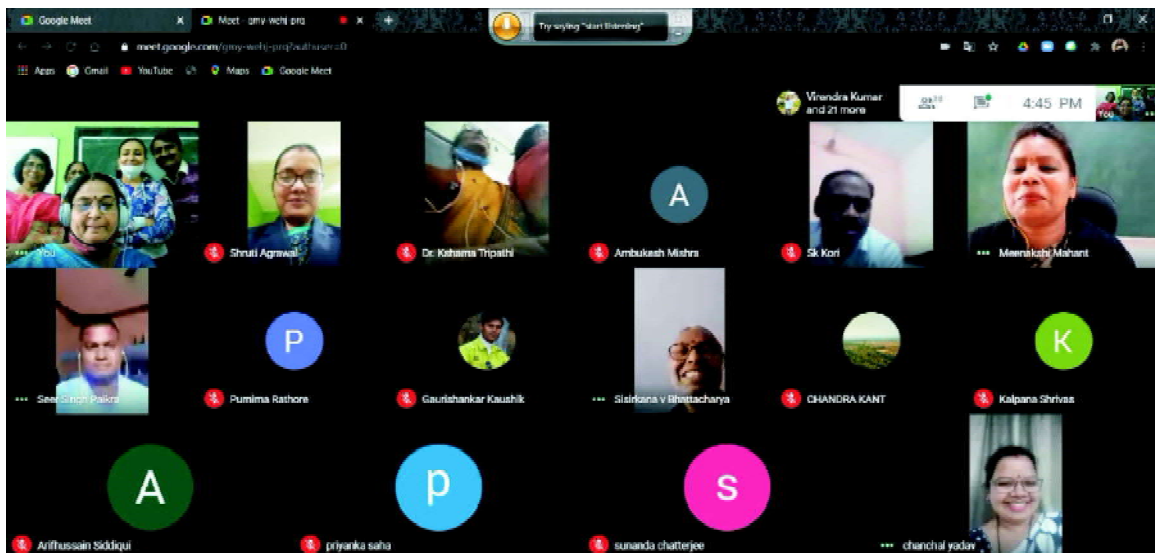 Google Meet
Meet - qmy-wehj-prq
Try saying "start listening"
meet.google.com/qmy-wehj-prq?authuser=0
Apps Gmail YouTube Maps Google Meet
Virendra Kumar
and 21 more
4:45 PM
You
You
Shruti Agrawal
Dr. Kshama Tripathi
A
Ambukesh Mishra
Sk Kori
Meenakshi Mahant
Seer Singh Paikra
P
Purnima Rathore
Gaurishankar Kaushik
Sisirkana v Bhattacharya
CHANDRA KANT
K
Kalpana Shrivas
A
Arifhussain Siddiqui
p
priyanka saha
s
sunanda chatterjee
chanchal yadav